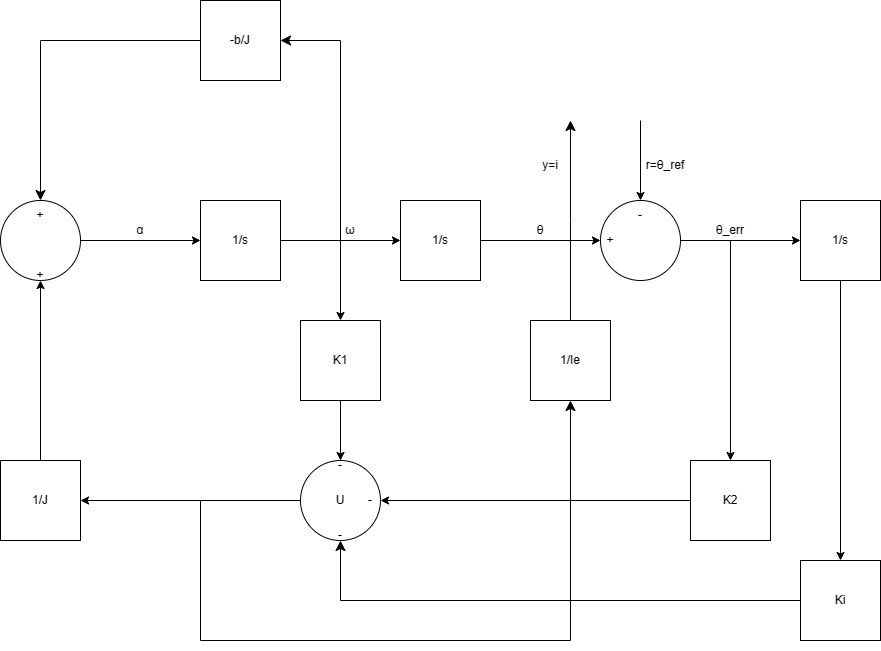 -b/J
y=i
r=θ_ref
+
-
α
1/s
ω
1/s
θ
+
θ_err
1/s
+
K1
1/Ie
-
1/J
U
-
K2
-
Ki